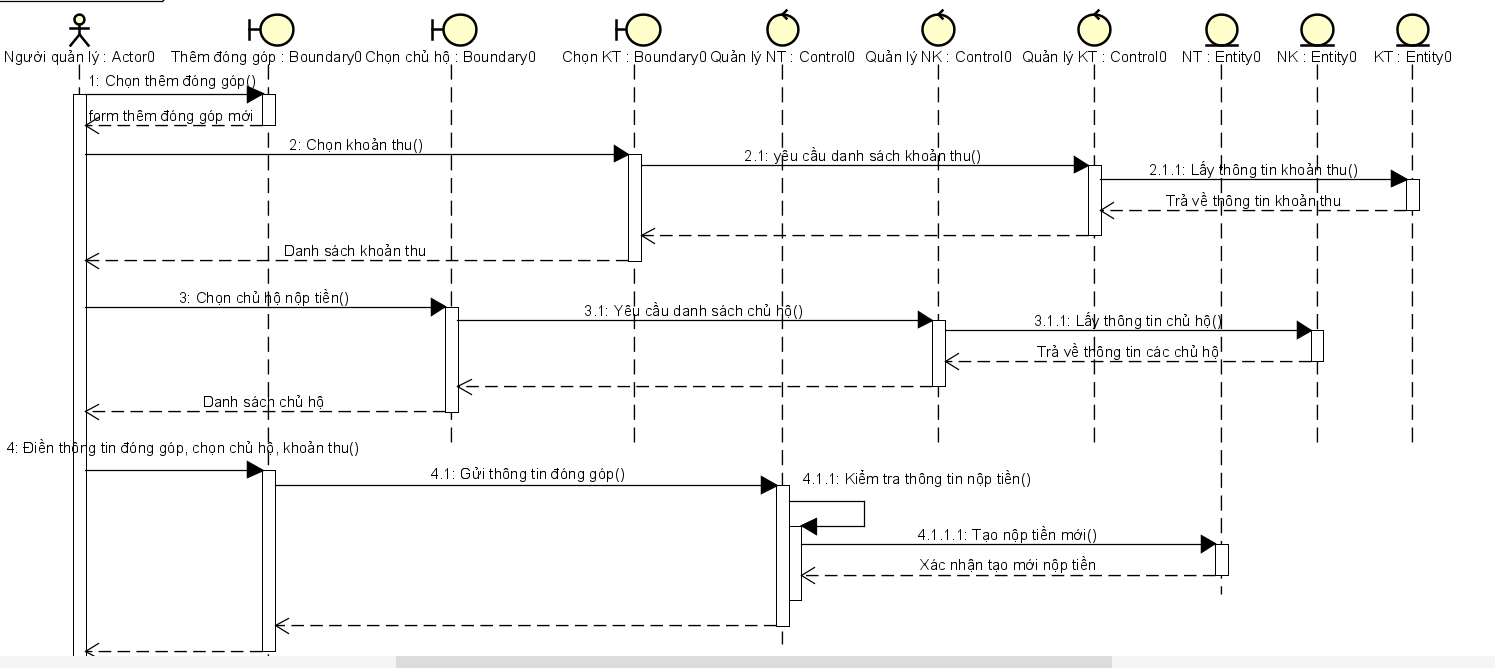 Người quản lý : Actor0
Thêm đóng góp : Boundary0
Chọn chủ hộ : Boundary0
Chọn KT : Boundary0
Quản lý NT : Control0
Quản lý NK : Control0
Quản lý KT : Control0
NT : Entity0
NK : Entity0
KT : Entity0
1: Chọn thêm đóng góp()
form thêm đóng góp mới
2: Chọn khoản thu()
2.1: yêu cầu danh sách khoản thu()
2.1.1: Lấy thông tin khoản thu()
Trả về thông tin khoản thu
Danh sách khoản thu
3: Chọn chủ hộ nộp tiền()
3.1: Yêu cầu danh sách chủ hộ()
3.1.1: Lấy thông tin chủ hộ()
Trả về thông tin các chủ hộ
Danh sách chủ hộ
4: Điền thông tin đóng góp, chọn chủ hộ, khoản thu()
4.1: Gửi thông tin đóng góp()
4.1.1: Kiểm tra thông tin nộp tiền()
4.1.1.1: Tạo nộp tiền mới()
Xác nhận tạo mới nộp tiền